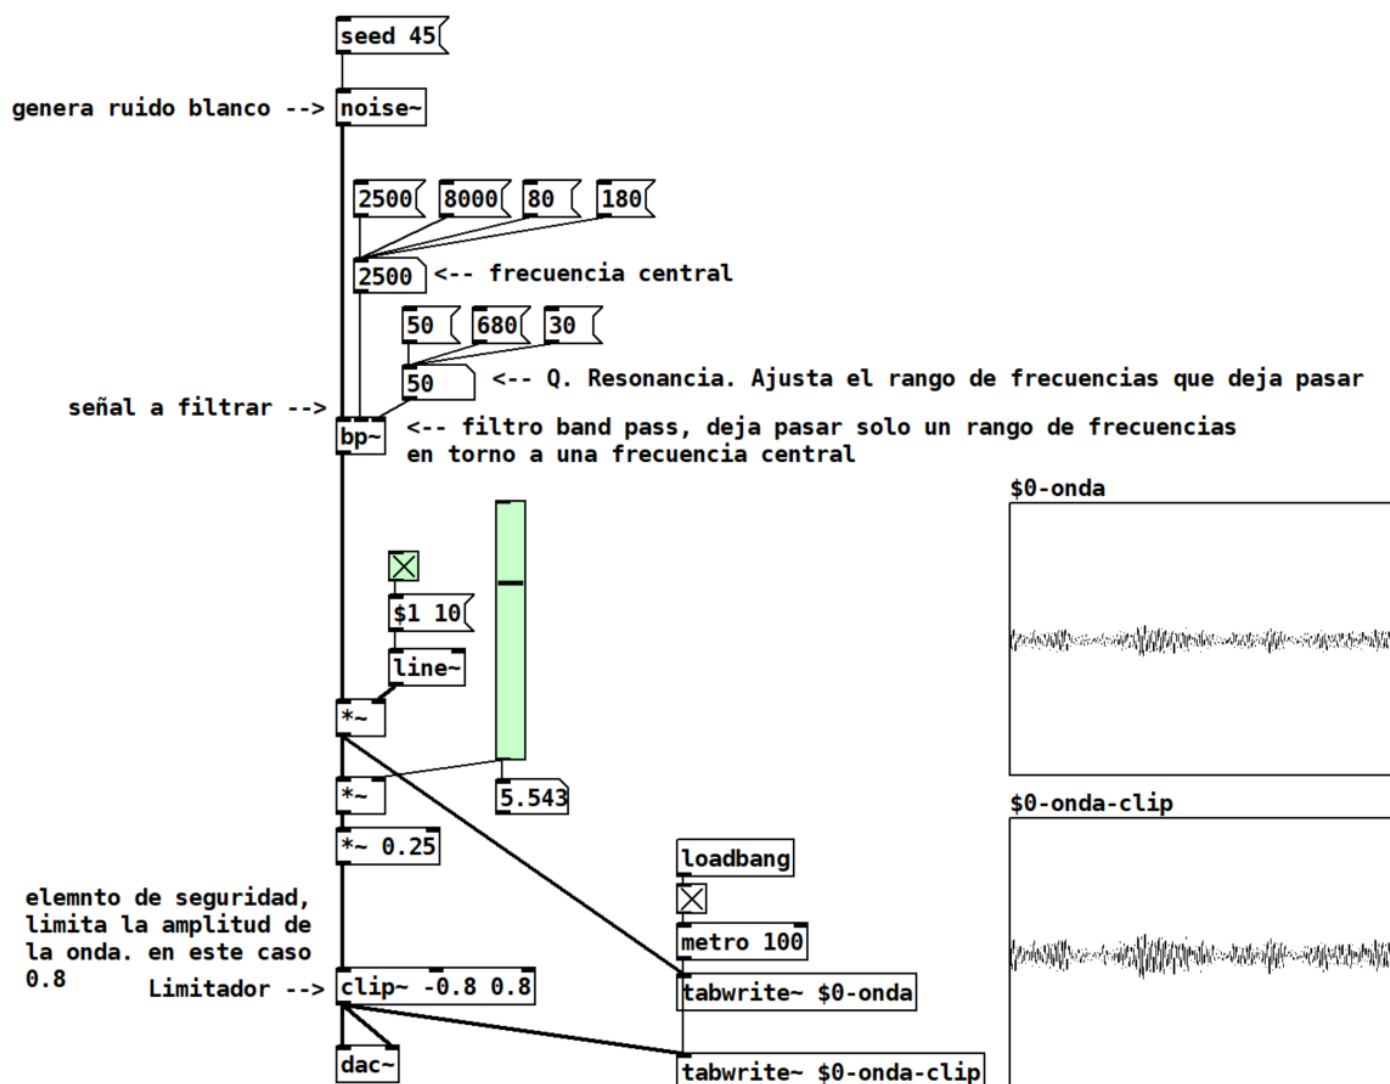 seed 45
genera ruido blanco --> noise~
2500 8000 80 180
2500 <-- frecuencia central
50 680 30
50 <-- Q. Resonancia. Ajusta el rango de frecuencias que deja pasar
señal a filtrar -->
bp~ <-- filtro band pass, deja pasar solo un rango de frecuencias
en torno a una frecuencia central
$0-onda
$1 10
line~
*~
*~
5.543
$0-onda-clip
*~ 0.25
loadbang
elemnto de seguridad,
limita la amplitud de
la onda. en este caso
0.8
metro 100
Limitador --> clip~ -0.8 0.8
tabwrite~ $0-onda
dac~
tabwrite~ $0-onda-clip